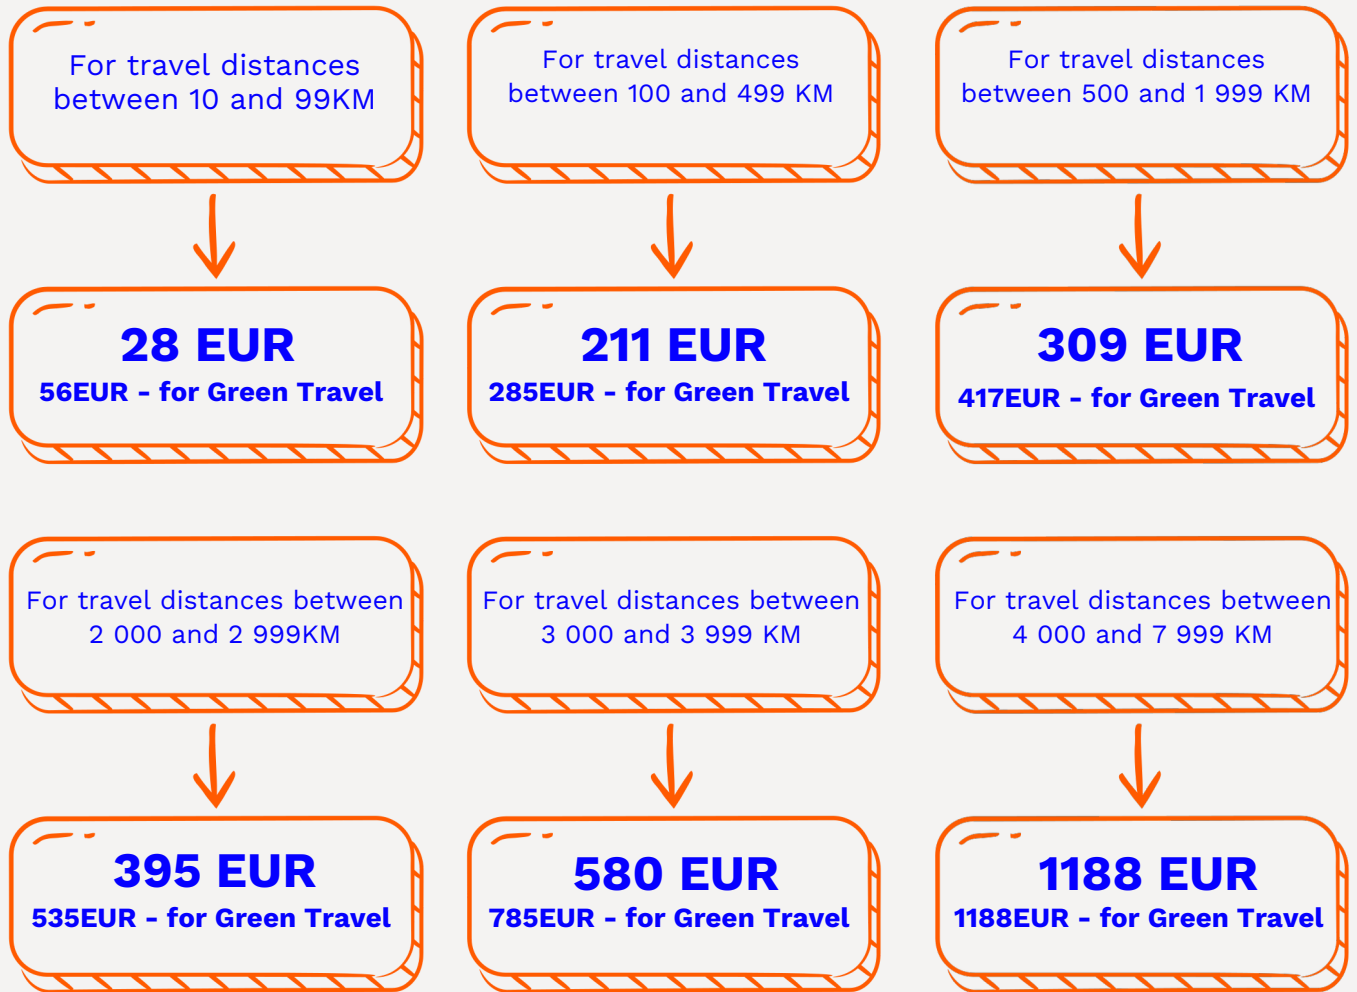 For travel distances
between 10 and 99KM
For travel distances
between 100 and 499 KM
For travel distances
between 500 and 1 999 KM
28 EUR
56EUR - for Green Travel
211 EUR
285EUR - for Green Travel
309 EUR
417EUR - for Green Travel
For travel distances between
2 000 and 2 999KM
For travel distances between
3 000 and 3 999 KM
For travel distances between
4 000 and 7 999 KM
395 EUR
535EUR - for Green Travel
580 EUR
785EUR - for Green Travel
1188 EUR
1188EUR - for Green Travel